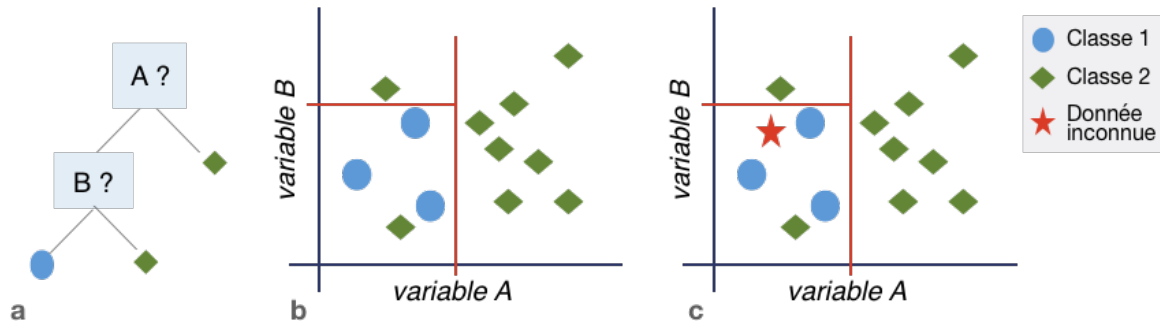 A ?
B ?
a
variable B
variable A
b
variable B
variable A
c
Classe 1
Classe 2
Donnée
inconnue